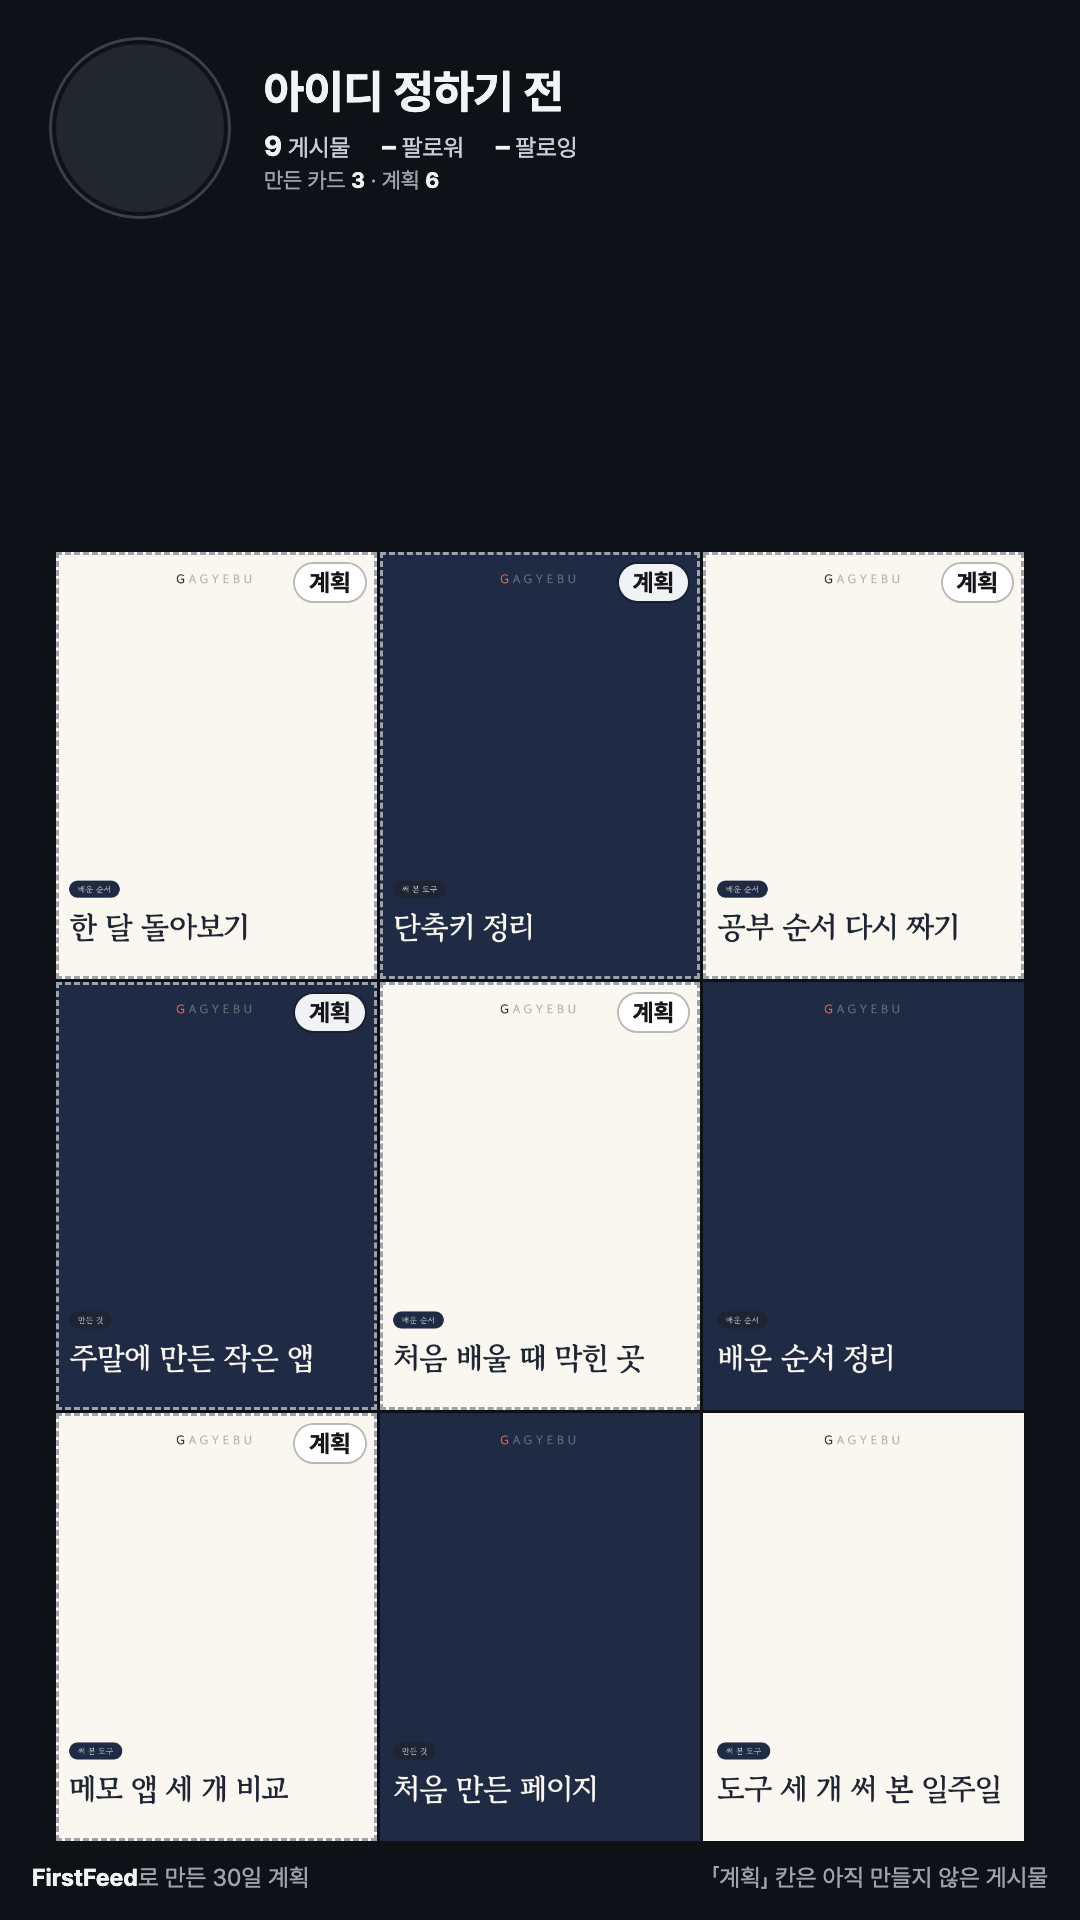 아이디 정하기 전
9 게시물 – 팔로워 – 팔로잉
만든 카드 3 · 계획 6
GAGYEBU
계획
배운 순서
한 달 돌아보기
GAGYEBU
계획
써 본 도구
단축키 정리
GAGYEBU
계획
배운 순서
공부 순서 다시 짜기
GAGYEBU
계획
만든 것
주말에 만든 작은 앱
GAGYEBU
계획
배운 순서
처음 배울 때 막힌 곳
GAGYEBU
배운 순서
배운 순서 정리
GAGYEBU
계획
써 본 도구
메모 앱 세 개 비교
GAGYEBU
만든 것
처음 만든 페이지
GAGYEBU
써 본 도구
도구 세 개 써 본 일주일
FirstFeed로 만든 30일 계획
「계획」 칸은 아직 만들지 않은 게시물